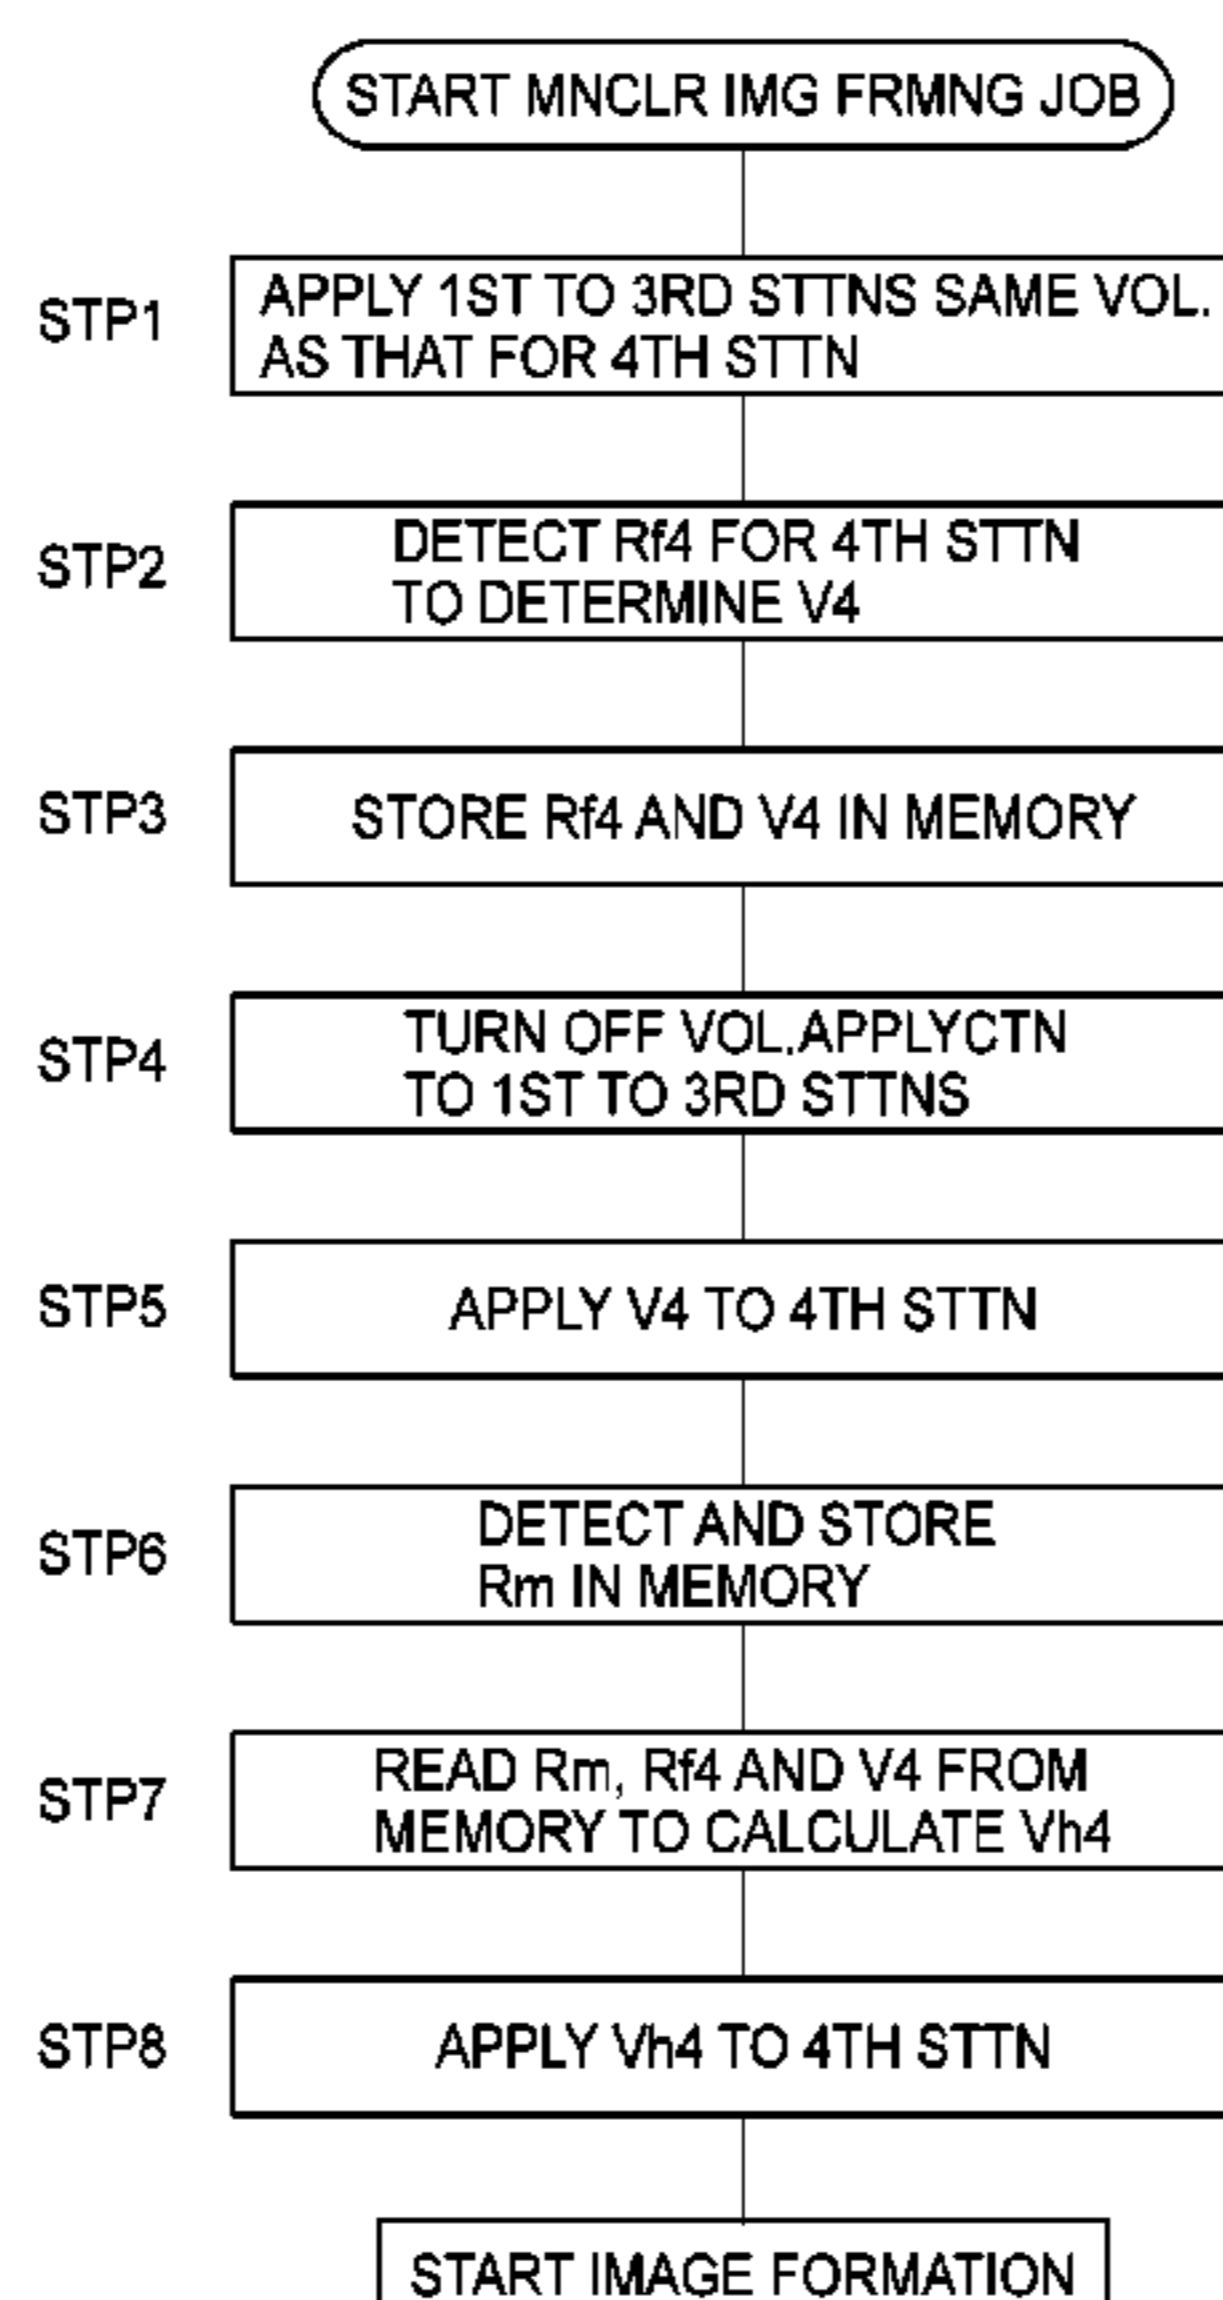 START MNCLR IMG FRMNG JOB
STP1
APPLY 1ST TO 3RD STTNS SAME VOL.
AS THAT FOR 4TH STTN
STP2
DETECT Rf4 FOR 4TH STTN
TO DETERMINE V4
STP3
STORE Rf4 AND V4 IN MEMORY
STP4
TURN OFF VOL.APPLYCTN
TO 1ST TO 3RD STTNS
STP5
APPLY V4 TO 4TH STTN
STP6
DETECT AND STORE
Rm IN MEMORY
STP7
READ Rm, Rf4 AND V4 FROM
MEMORY TO CALCULATE Vh4
STP8
APPLY Vh4 TO 4TH STTN
START IMAGE FORMATION